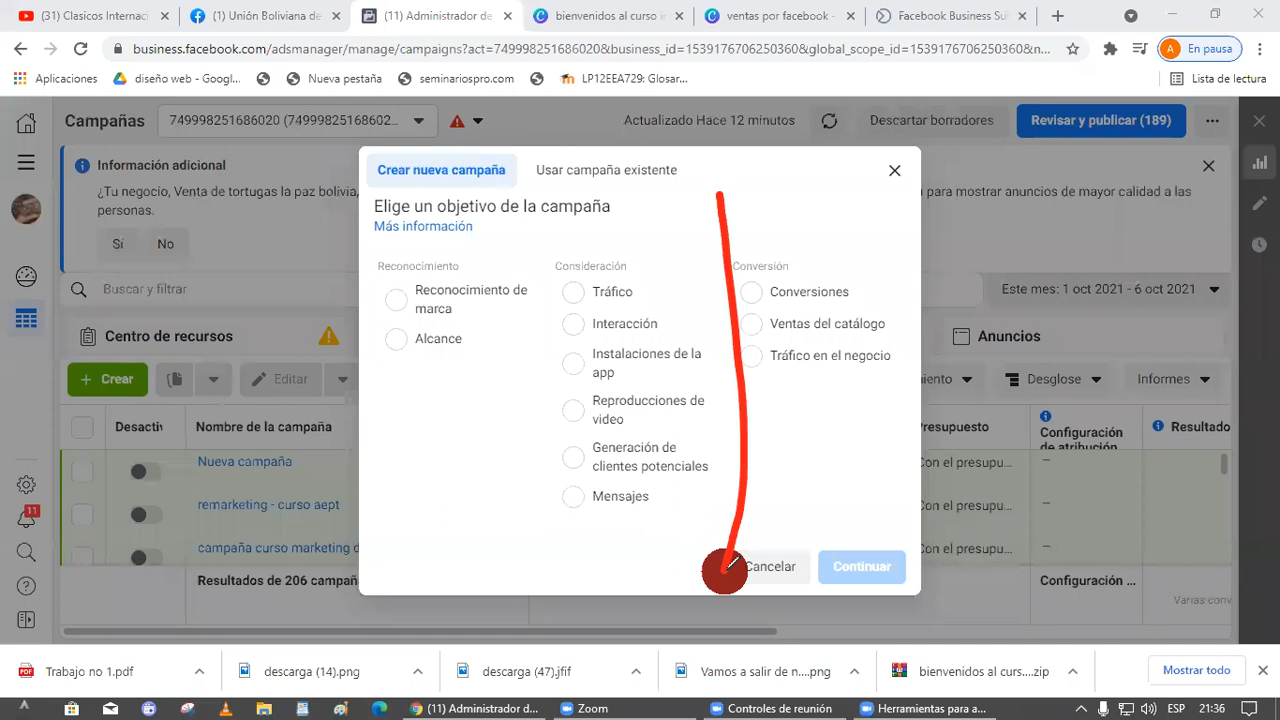 (31) Clasicos Internaci
(1) Unión Boliviana de
(11) Administrador de
bienvenidos al curso i
ventas por facebook -
Facebook Business Sui
business.facebook.com/adsmanager/manage/campaigns?act=749998251686020&business_id=1539176706250360&global_scope_id=1539176706250360&n...
A En pausa
Aplicaciones
diseño web - Googl...
Nueva pestaña
seminariospro.com
LP12EEA729: Glosar...
Lista de lectura
Campañas
749998251686020 (74999825168602...
Actualizado Hace 12 minutos
Descartar borradores
Revisar y publicar (189)
Información adicional
¿Tu negocio, Venta de tortugas la paz bolivia,
para mostrar anuncios de mayor calidad a las
personas.
Sí
No
Buscar y filtrar
Este mes: 1 oct 2021 - 6 oct 2021
Centro de recursos
Anuncios
+ Crear
Editar
Desglose
Informes
Desactiv
Nombre de la campaña
Presupuesto
Configuración
de atribución
Resultado
Nueva campaña
Con el presupu...
–
remarketing - curso aept
Con el presupu...
–
campaña curso marketing d
Con el presupu...
–
Resultados de 206 campaña
Configuración ...
Varias conv
11
Crear nueva campaña
Usar campaña existente
Elige un objetivo de la campaña
Más información
Reconocimiento
Reconocimiento de
marca
Alcance
Consideración
Tráfico
Interacción
Instalaciones de la
app
Reproducciones de
video
Generación de
clientes potenciales
Mensajes
Conversión
Conversiones
Ventas del catálogo
Tráfico en el negocio
Cancelar
Continuar
Trabajo no 1.pdf
descarga (14).png
descarga (47).jfif
Vamos a salir de n....png
bienvenidos al curs....zip
Mostrar todo
(11) Administrador d...
Zoom
Controles de reunión
Herramientas para a...
ESP
21:36